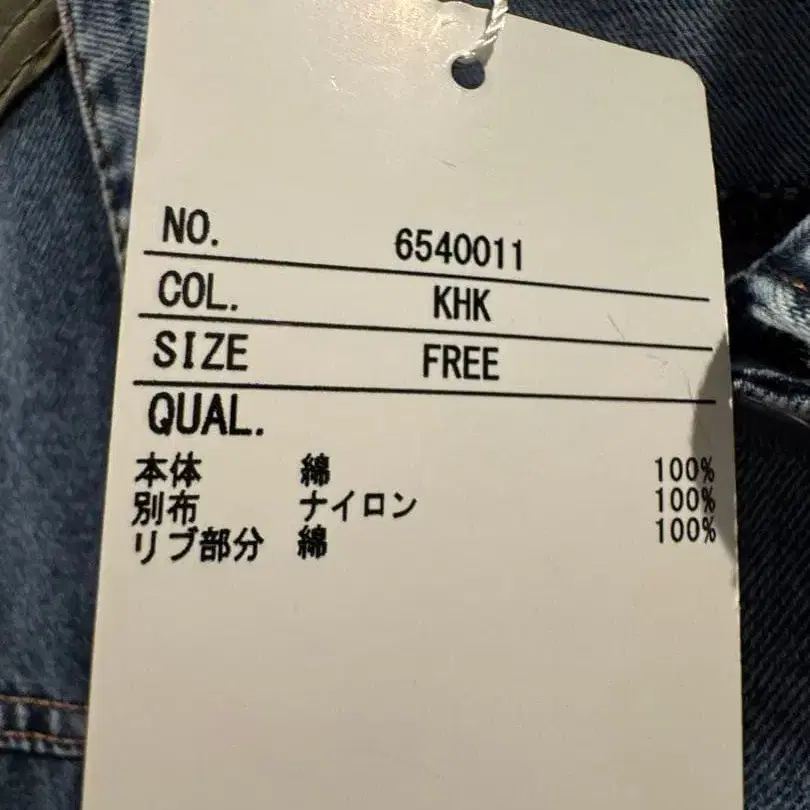 NO. 6540011
COL. KHK
SIZE FREE
QUAL.
本体 綿 100%
別布 ナイロン 100%
リブ部分 綿 100%